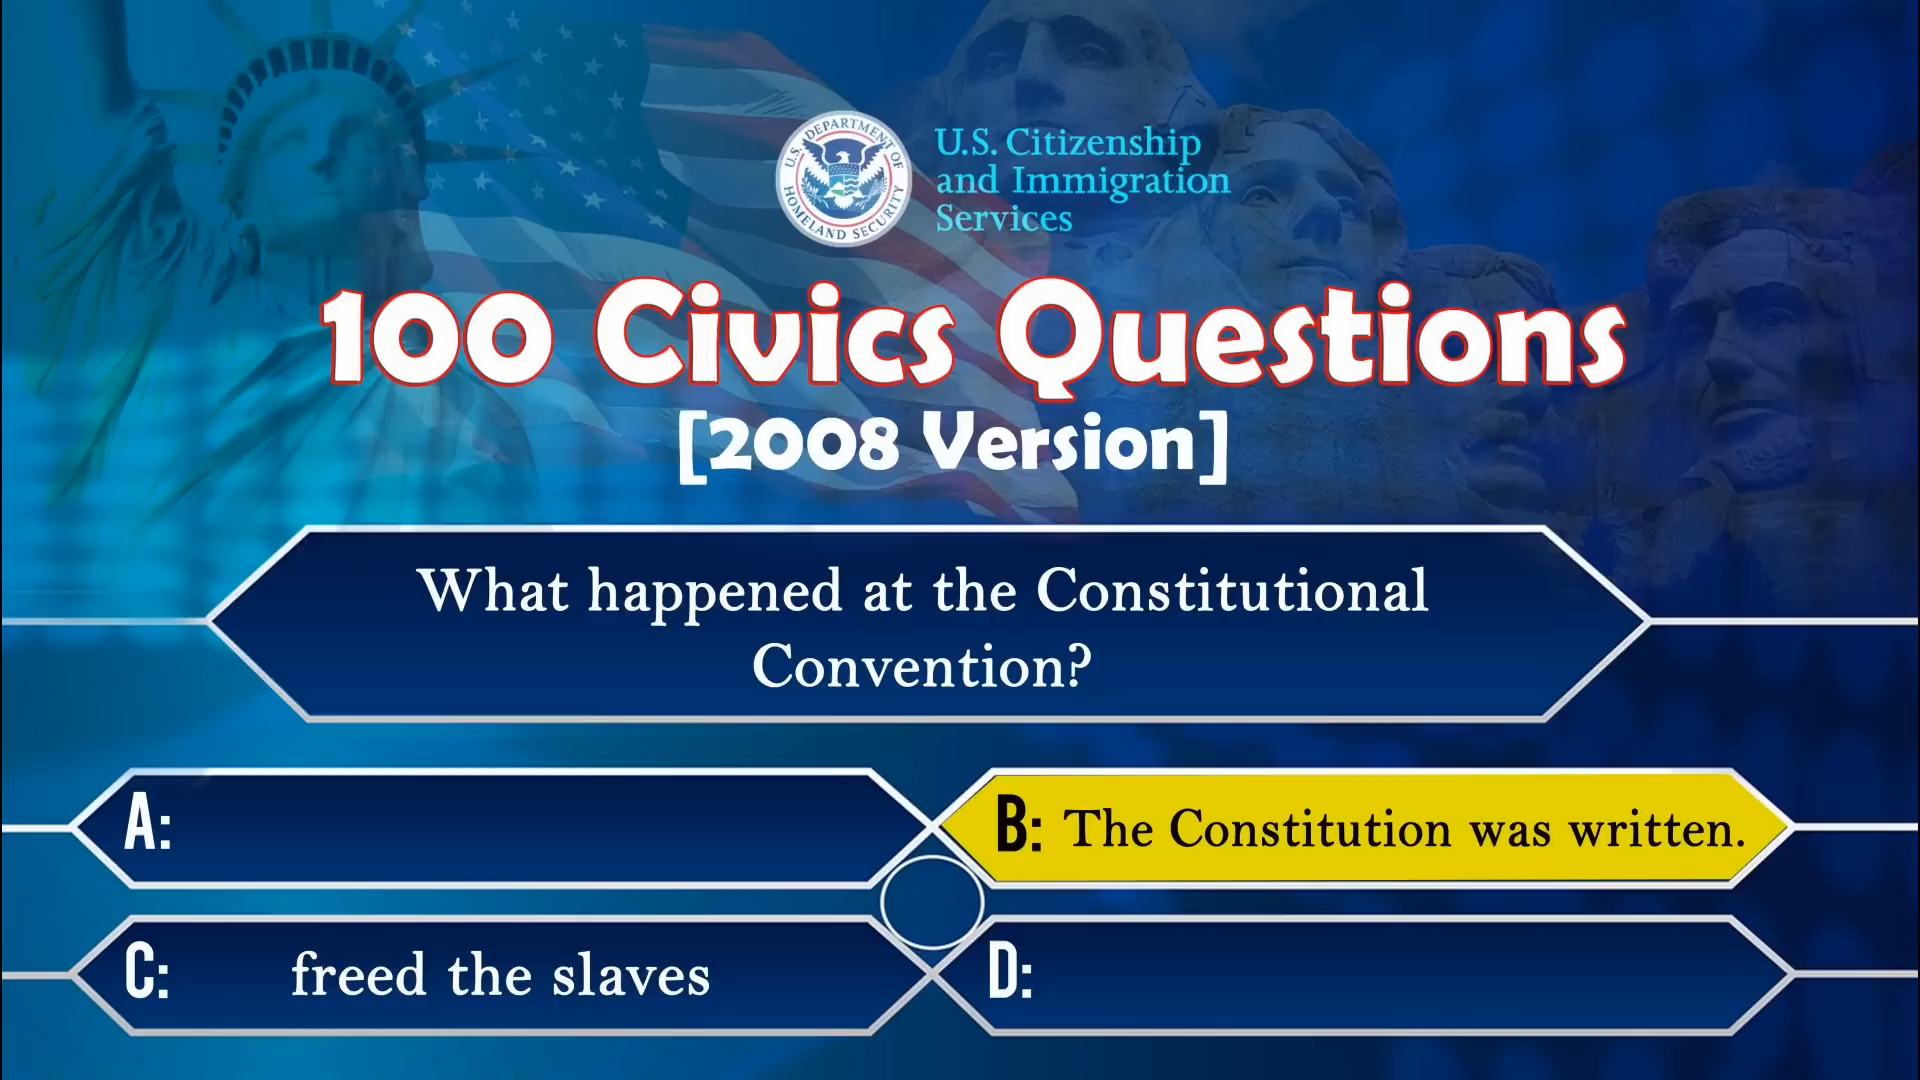 U.S. DEPARTMENT OF
HOMELAND SECURITY
U.S. Citizenship
and Immigration
Services
100 Civics Questions
[2008 Version]
What happened at the Constitutional
Convention?
A:
B: The Constitution was written.
C: freed the slaves
D: